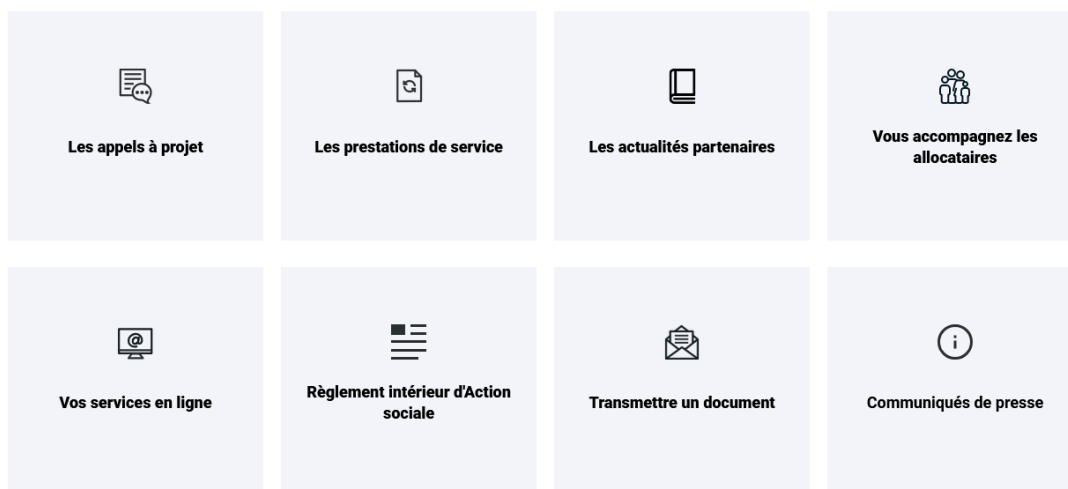 Les appels à projet
Les prestations de service
Les actualités partenaires
Vous accompagnez les
allocataires
Vos services en ligne
Règlement intérieur d'Action
sociale
Transmettre un document
Communiqués de presse